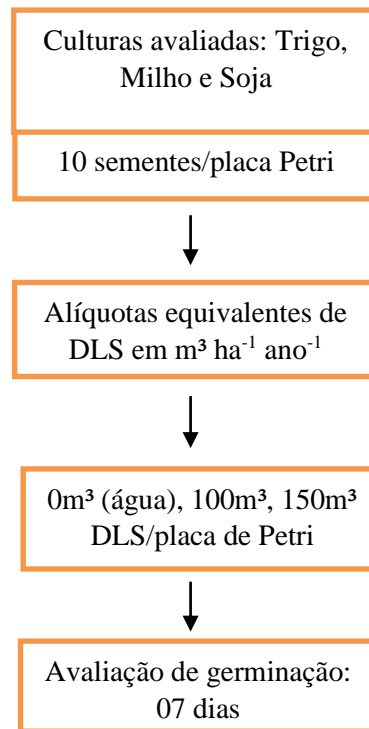 Culturas avaliadas: Trigo,
Milho e Soja
10 sementes/placa Petri
Alíquotas equivalentes de
DLS em m³ ha⁻¹ ano⁻¹
0m³ (água), 100m³, 150m³
DLS/placa de Petri
Avaliação de germinação:
07 dias